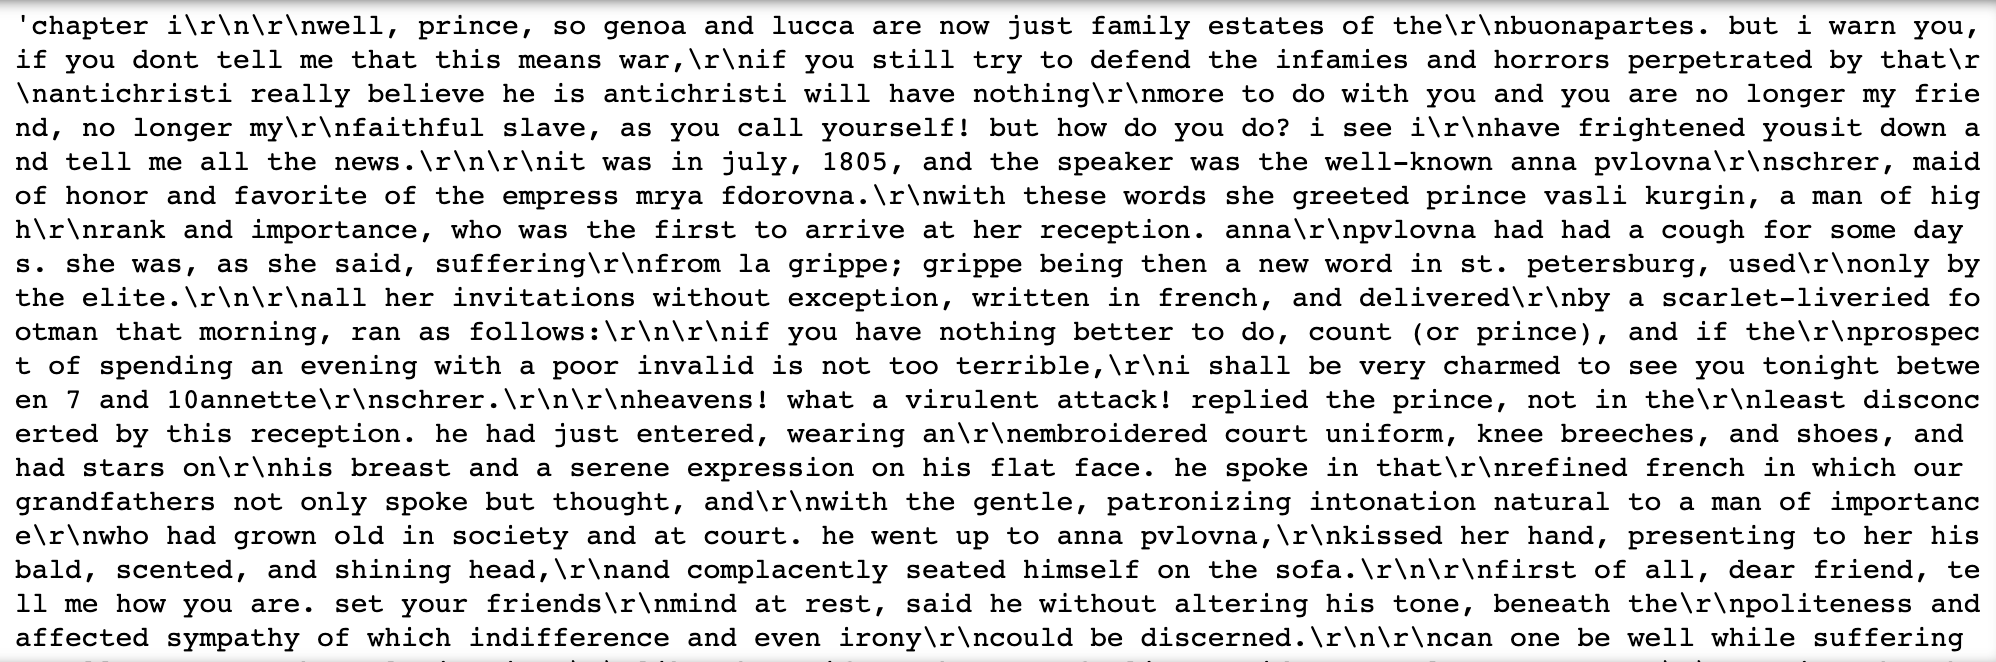 'chapter i\r\n\r\nwell, prince, so genoa and lucca are now just family estates of the\r\nbuonapartes. but i warn you,
if you dont tell me that this means war,\r\nif you still try to defend the infamies and horrors perpetrated by that\r
\nantichristi really believe he is antichristi will have nothing\r\nmore to do with you and you are no longer my frie
nd, no longer my\r\nfaithful slave, as you call yourself! but how do you do? i see i\r\nhave frightened yousit down a
nd tell me all the news.\r\n\r\nit was in july, 1805, and the speaker was the well-known anna pvlovna\r\nschrer, maid
of honor and favorite of the empress mrya fdorovna.\r\nwith these words she greeted prince vasli kurgin, a man of hig
h\r\nrank and importance, who was the first to arrive at her reception. anna\r\npvlovna had had a cough for some day
s. she was, as she said, suffering\r\nfrom la grippe; grippe being then a new word in st. petersburg, used\r\nonly by
the elite.\r\n\r\nall her invitations without exception, written in french, and delivered\r\nby a scarlet-liveried fo
otman that morning, ran as follows:\r\n\r\nif you have nothing better to do, count (or prince), and if the\r\nprospec
t of spending an evening with a poor invalid is not too terrible,\r\ni shall be very charmed to see you tonight betwe
en 7 and 10annette\r\nschrer.\r\n\r\nheavens! what a virulent attack! replied the prince, not in the\r\nleast disconc
erted by this reception. he had just entered, wearing an\r\nembroidered court uniform, knee breeches, and shoes, and
had stars on\r\nhis breast and a serene expression on his flat face. he spoke in that\r\nrefined french in which our
grandfathers not only spoke but thought, and\r\nwith the gentle, patronizing intonation natural to a man of importanc
e\r\nwho had grown old in society and at court. he went up to anna pvlovna,\r\nkissed her hand, presenting to her his
bald, scented, and shining head,\r\nand complacently seated himself on the sofa.\r\n\r\nfirst of all, dear friend, te
ll me how you are. set your friends\r\nmind at rest, said he without altering his tone, beneath the\r\npoliteness and
affected sympathy of which indifference and even irony\r\ncould be discerned.\r\n\r\ncan one be well while suffering